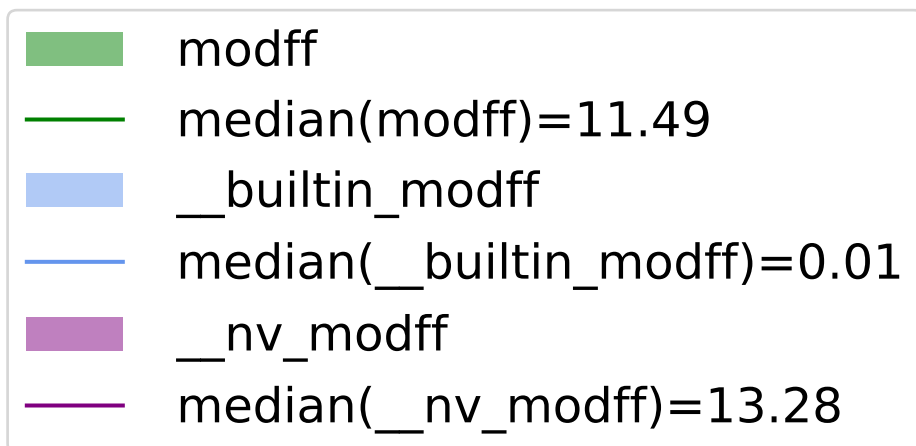 modff
median(modff)=11.49
__builtin_modff
median(__builtin_modff)=0.01
__nv_modff
median(__nv_modff)=13.28